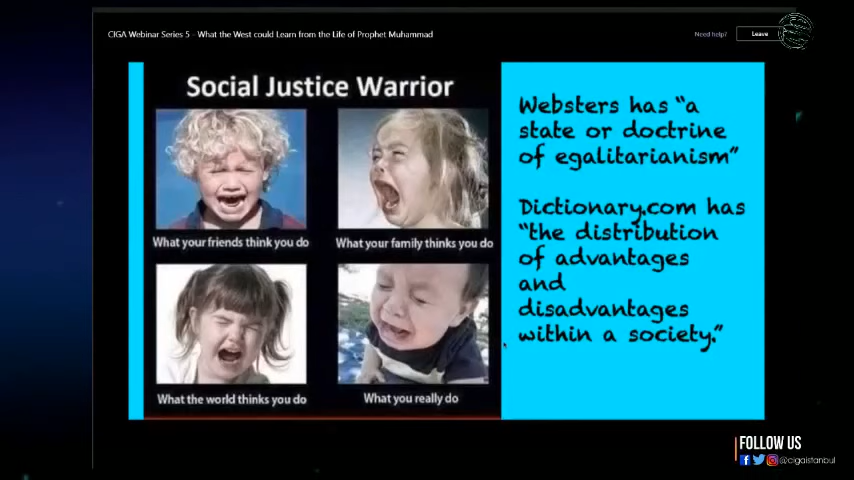 CIGA Webinar Series 5 - What the West could Learn from the Life of Prophet Muhammad
Need help?
Leave
Social Justice Warrior
What your friends think you do
What your family thinks you do
What the world thinks you do
What you really do
Websters has "a
state or doctrine
of egalitarianism"
Dictionary.com has
"the distribution
of advantages
and
disadvantages
within a society."
FOLLOW US
@cigaistanbul